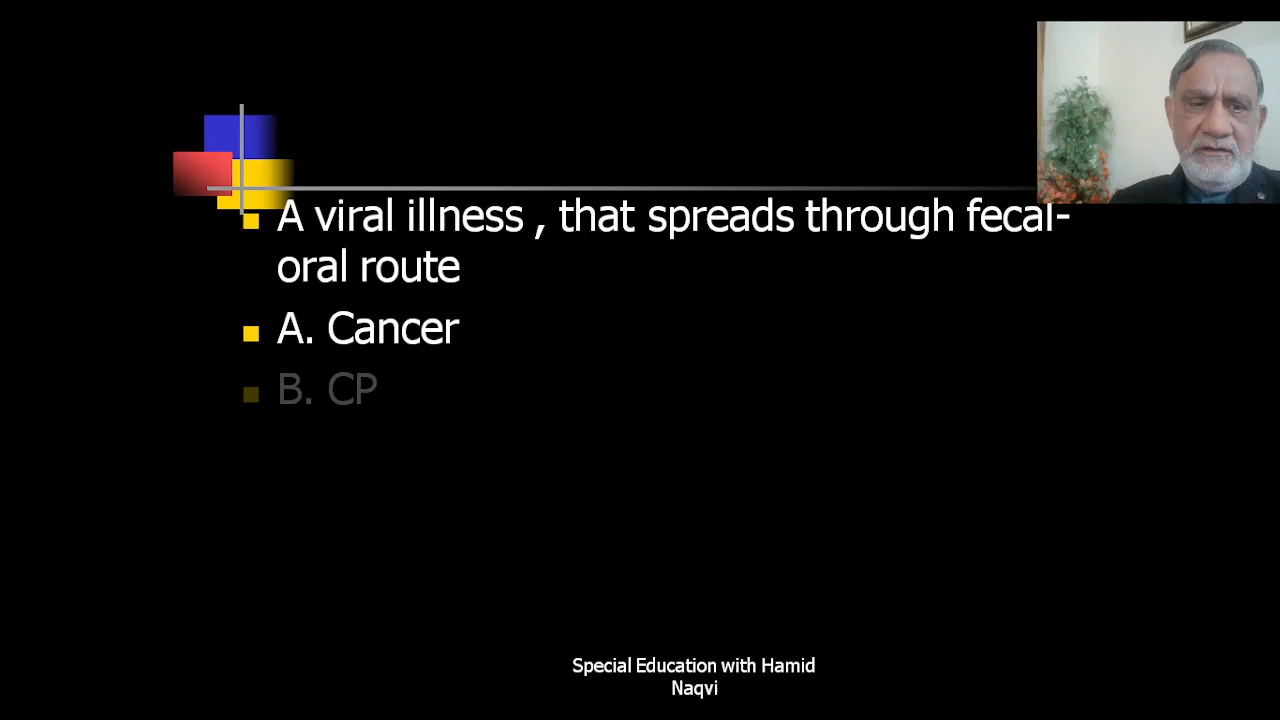 A viral illness , that spreads through fecal-
oral route
A. Cancer
B. CP
Special Education with Hamid
Naqvi